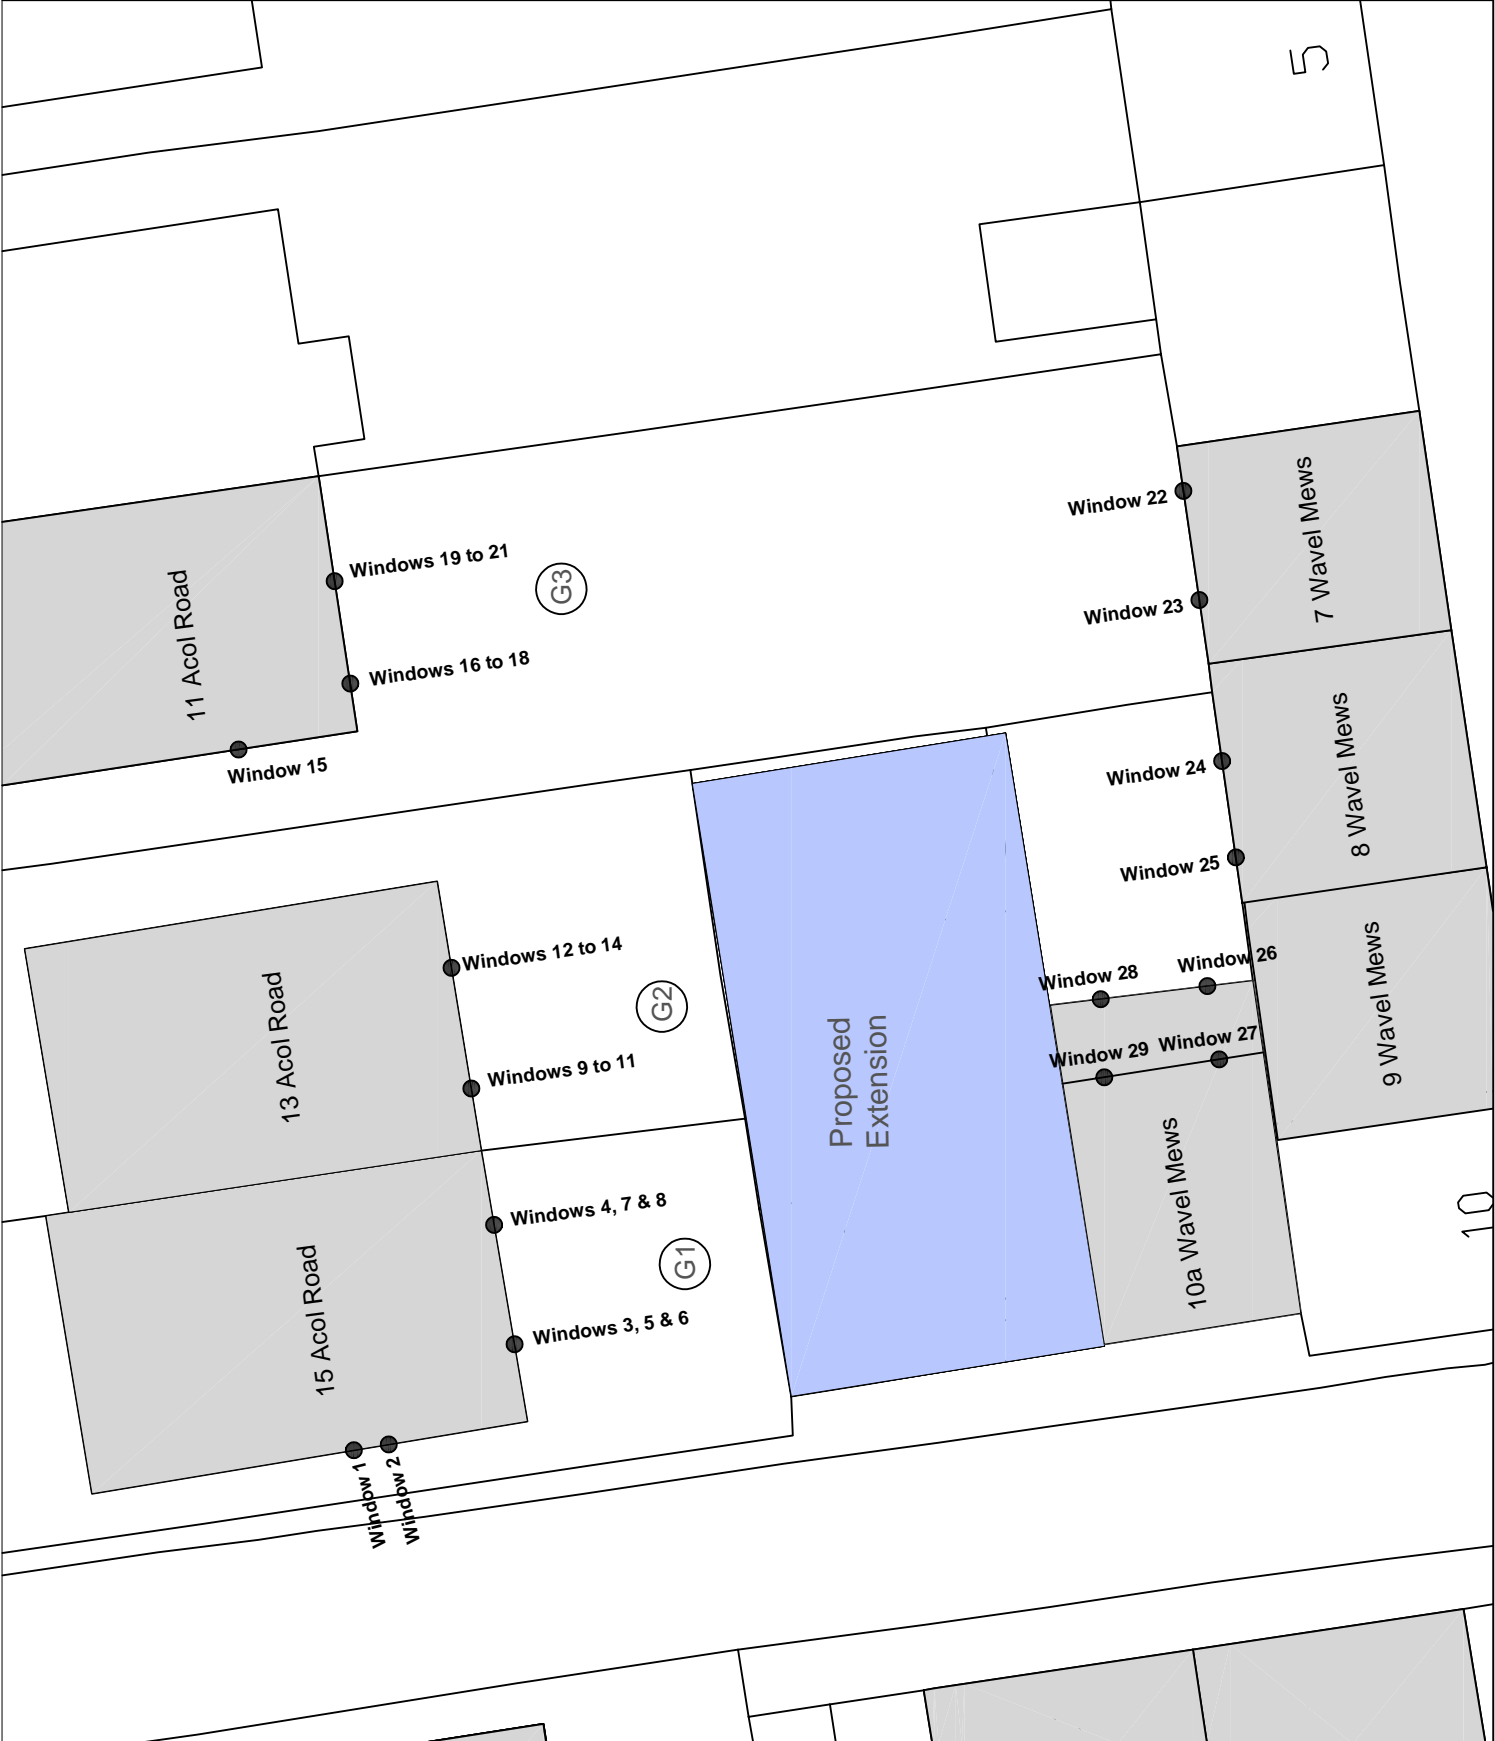 5
7 Wavel Mews
Window 22
Windows 19 to 21
G3
11 Acol Road
Window 23
Windows 16 to 18
8 Wavel Mews
Window 15
Window 24
Window 25
Windows 12 to 14
Window 26
Window 28
9 Wavel Mews
G2
13 Acol Road
Proposed
Extension
Window 27
Window 29
Windows 9 to 11
10
Windows 4, 7 & 8
10a Wavel Mews
G1
15 Acol Road
Windows 3, 5 & 6
Window 1
Window 2